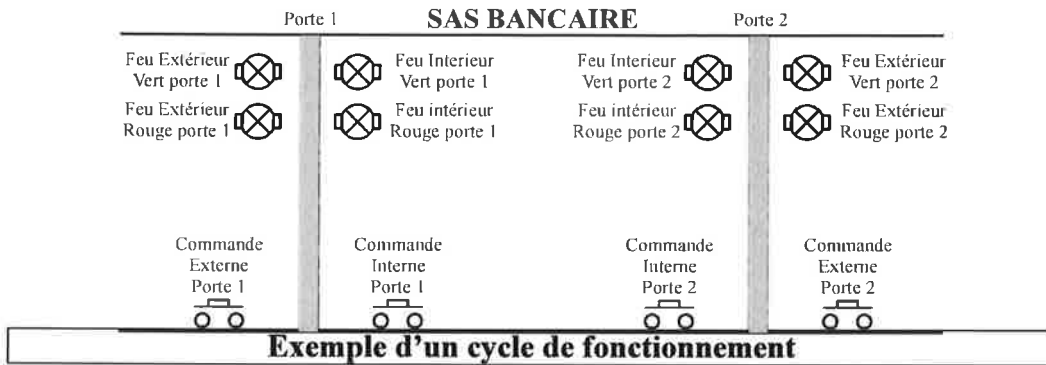 Porte 1
SAS BANCAIRE
Porte 2
Feu Extérieur
Vert porte 1
Feu Interieur
Vert porte 1
Feu Interieur
Vert porte 2
Feu Extérieur
Vert porte 2
Feu Extérieur
Rouge porte 1
Feu intérieur
Rouge porte 1
Feu intérieur
Rouge porte 2
Feu Extérieur
Rouge porte 2
Commande
Externe
Porte 1
Commande
Interne
Porte 1
Commande
Interne
Porte 2
Commande
Externe
Porte 2
Exemple d'un cycle de fonctionnement